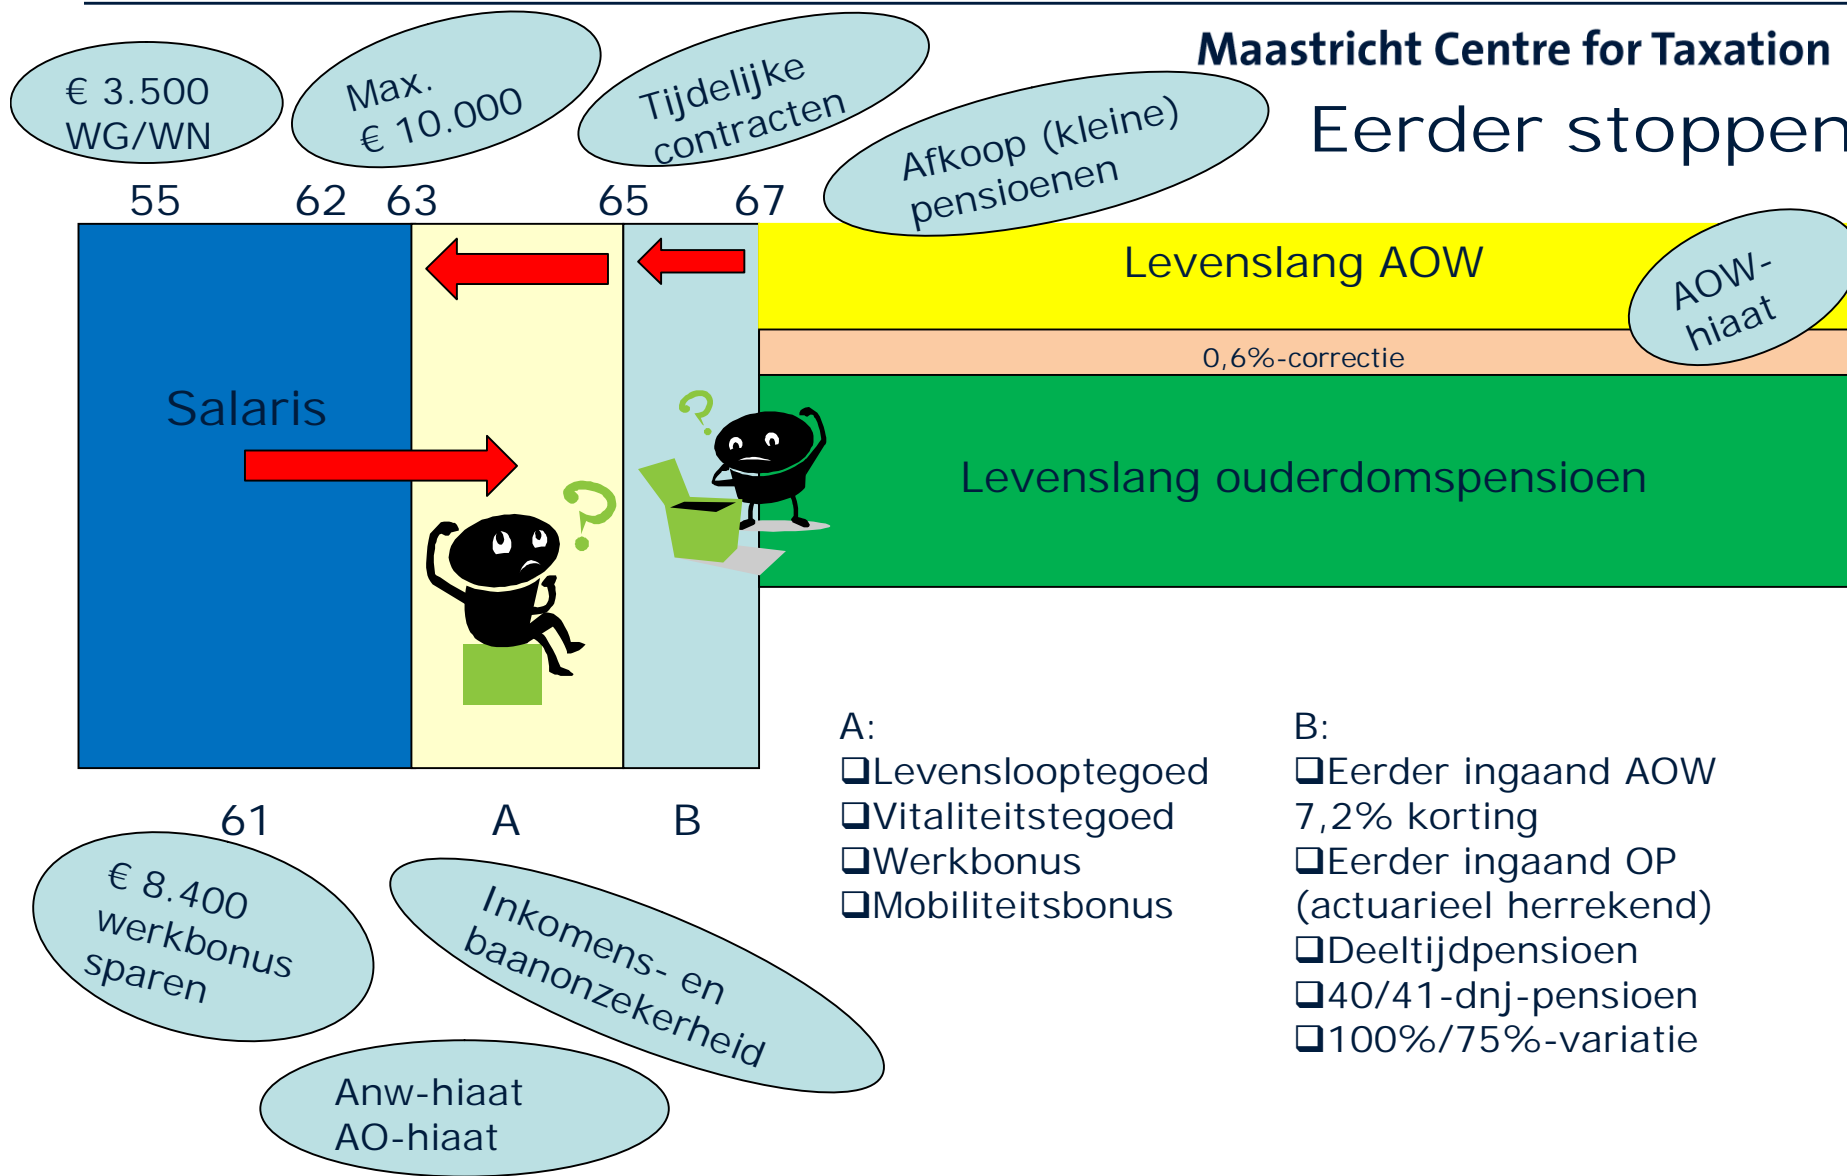 Maastricht Centre for Taxation
Eerder stoppen
€ 3.500
WG/WN
Max.
€ 10.000
Tijdelijke
contracten
Afkoop (kleine)
pensioenen
55 62 63 65 67
Levenslang AOW
AOW-
hiaat
0,6%-correctie
Salaris
?
?
Levenslang ouderdomspensioen
61 A B
€ 8.400
werkbonus
sparen
Inkomens- en
baanonzekerheid
Anw-hiaat
AO-hiaat
A:
❑Levenslooptegoed
❑Vitaliteitstegoed
❑Werkbonus
❑Mobiliteitsbonus
B:
❑Eerder ingaand AOW
7,2% korting
❑Eerder ingaand OP
(actuarieel herrekend)
❑Deeltijdpensioen
❑40/41-dnj-pensioen
❑100%/75%-variatie